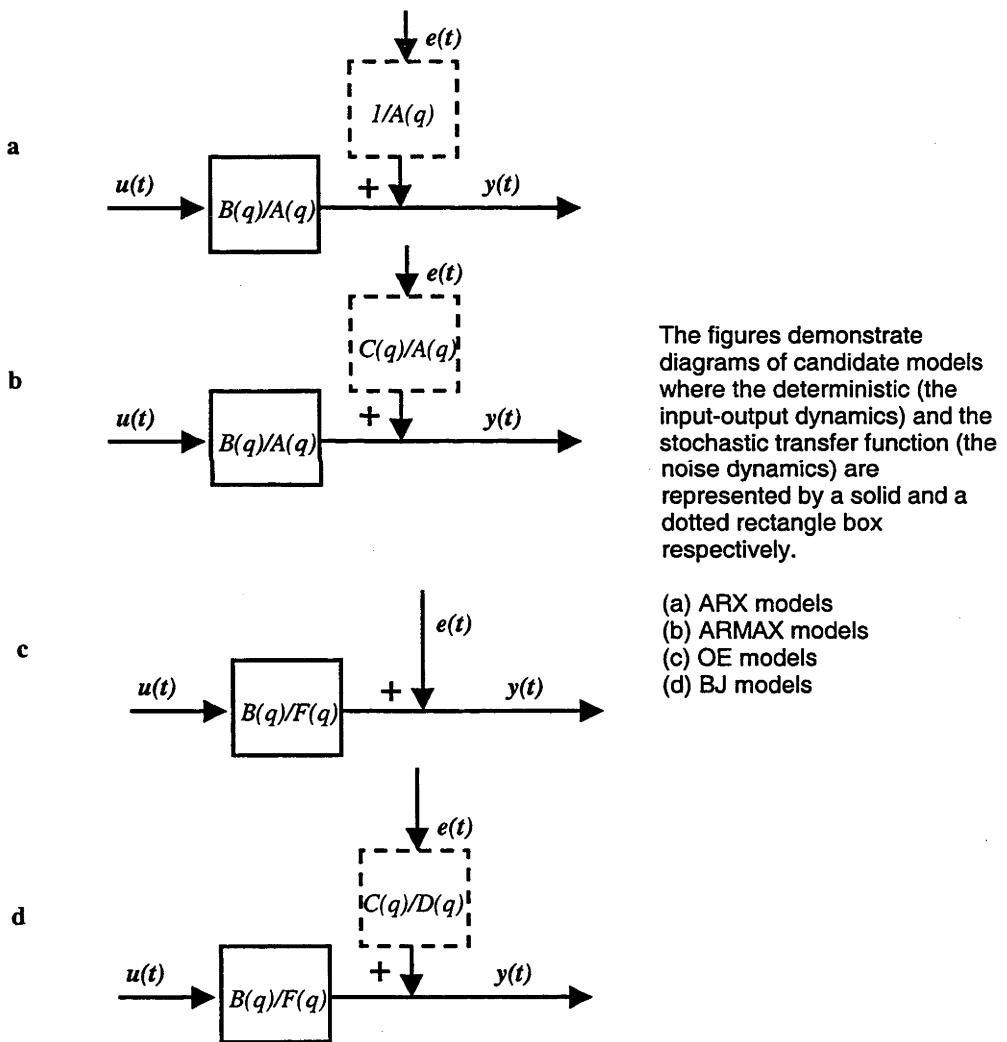 e(t)
1/A(q)
a
u(t)
B(q)/A(q)
+
y(t)
e(t)
C(q)/A(q)
b
u(t)
B(q)/A(q)
+
y(t)
The figures demonstrate
diagrams of candidate models
where the deterministic (the
input-output dynamics) and the
stochastic transfer function (the
noise dynamics) are
represented by a solid and a
dotted rectangle box
respectively.
(a) ARX models
(b) ARMAX models
(c) OE models
(d) BJ models
e(t)
c
u(t)
B(q)/F(q)
+
y(t)
e(t)
C(q)/D(q)
d
u(t)
B(q)/F(q)
+
y(t)